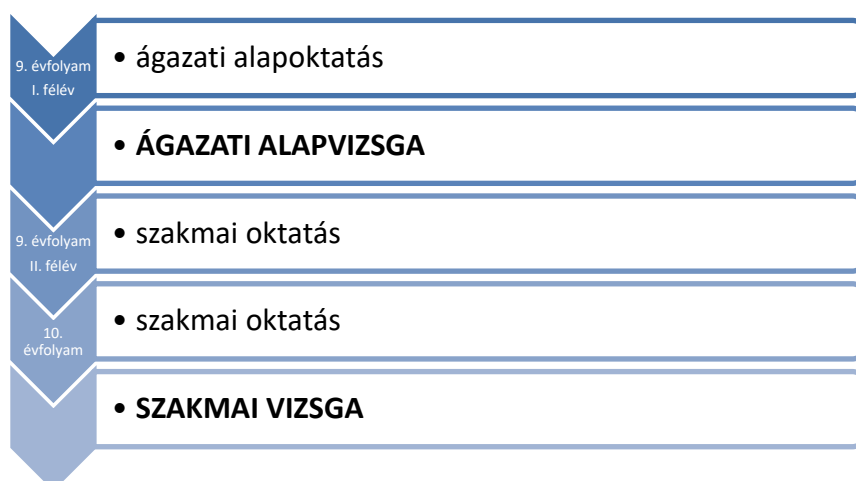 9. évfolyam
I. félév
• ágazati alapoktatás
• ÁGAZATI ALAPVIZSGA
9. évfolyam
II. félév
• szakmai oktatás
10.
évfolyam
• szakmai oktatás
• SZAKMAI VIZSGA